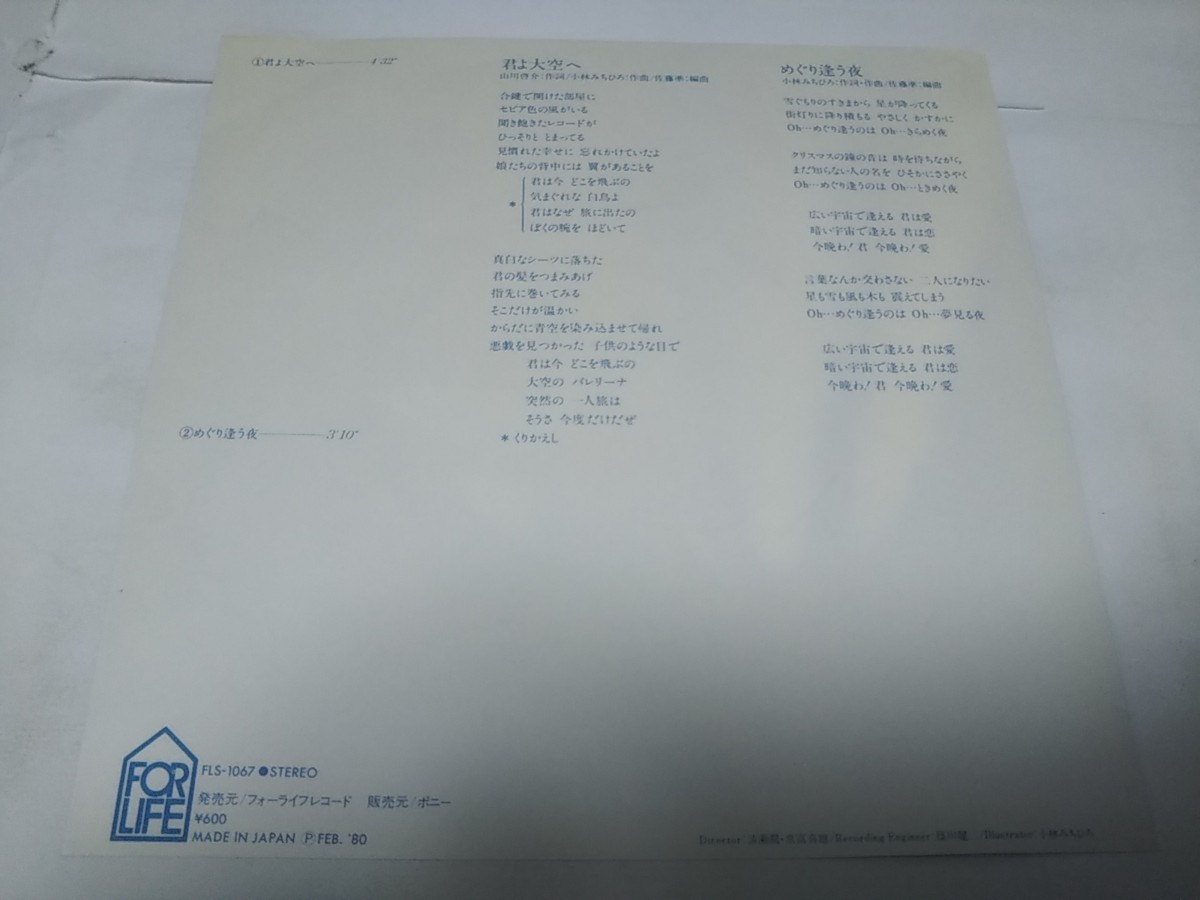 ①君よ大空へ————4'32"
②めぐり逢う夜————3'10"
君よ大空へ
山川啓介:作詞/小林みちひろ:作曲/佐藤準:編曲
合鍵で開けた部屋に
セピア色の風がいる
聞き飽きたレコードが
ひっそりと とまってる
見慣れた幸せに 忘れかけていたよ
娘たちの背中には 翼があることを
君は今 どこを飛ぶの
* 気まぐれな 白鳥よ
君はなぜ 旅に出たの
ぼくの腕を ほどいて
真白なシーツに落ちた
君の髪をつまみあげ
指先に巻いてみる
そこだけが温かい
からだに青空を染み込ませて帰れ
悪戯を見つかった 子供のような目で
君は今 どこを飛ぶの
大空の バレリーナ
突然の 一人旅は
そうさ 今度だけだぜ
* くりかえし
めぐり逢う夜
小林みちひろ:作詞・作曲/佐藤準:編曲
雪ぐもりのすきまから 星が降ってくる
街灯りに降り積もる やさしく かすかに
Oh…めぐり逢うのは Oh…きらめく夜
クリスマスの鐘の音は 時を待ちながら
まだ知らない人の名を ひそかにささやく
Oh…めぐり逢うのは Oh…ときめく夜
広い宇宙で逢える 君は愛
暗い宇宙で逢える 君は恋
今晩わ!君 今晩わ!愛
言葉なんか交わさない 二人になりたい
星も雪も風も木も 震えてしまう
Oh…めぐり逢うのは Oh…夢見る夜
広い宇宙で逢える 君は愛
暗い宇宙で逢える 君は恋
今晩わ!君 今晩わ!愛
FOR
LIFE
FLS-1067 ●STEREO
発売元/フォーライフレコード 販売元/ポニー
¥600
MADE IN JAPAN Ⓟ FEB. '80
Director /Recording Engineer Illustrator 小林みちひろ